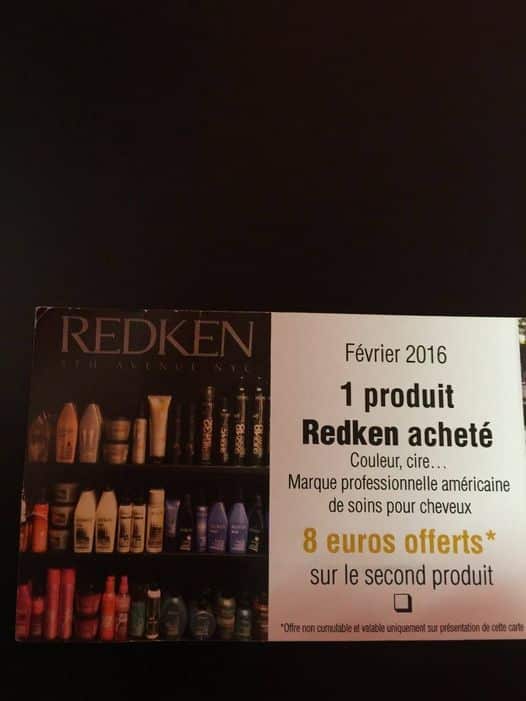 REDKEN
5TH AVENUE NYC
Février 2016
1 produit
Redken acheté
Couleur, cire...
Marque professionnelle américaine
de soins pour cheveux
8 euros offerts*
sur le second produit
*Offre non cumulable et valable uniquement sur présentation de cette carte